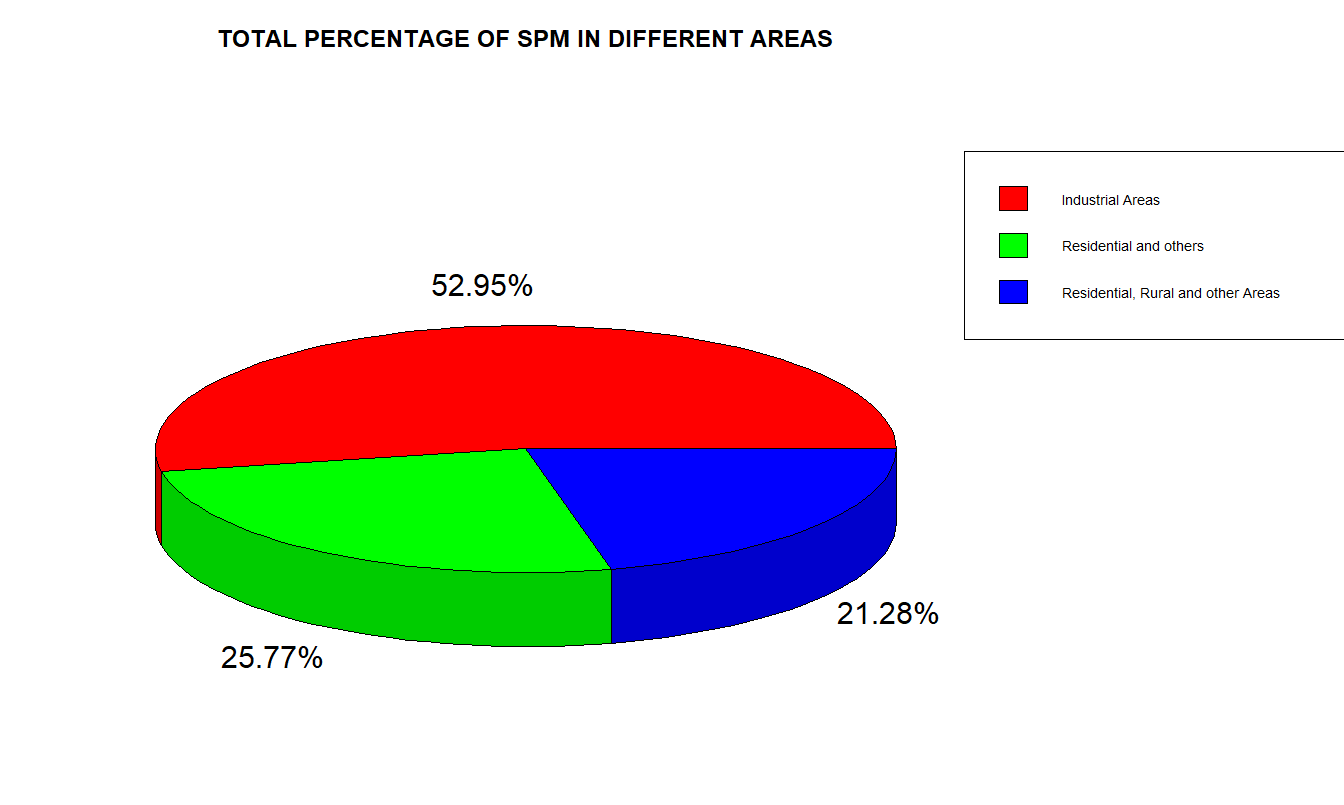 TOTAL PERCENTAGE OF SPM IN DIFFERENT AREAS
Industrial Areas
Residential and others
Residential, Rural and other Areas
52.95%
21.28%
25.77%